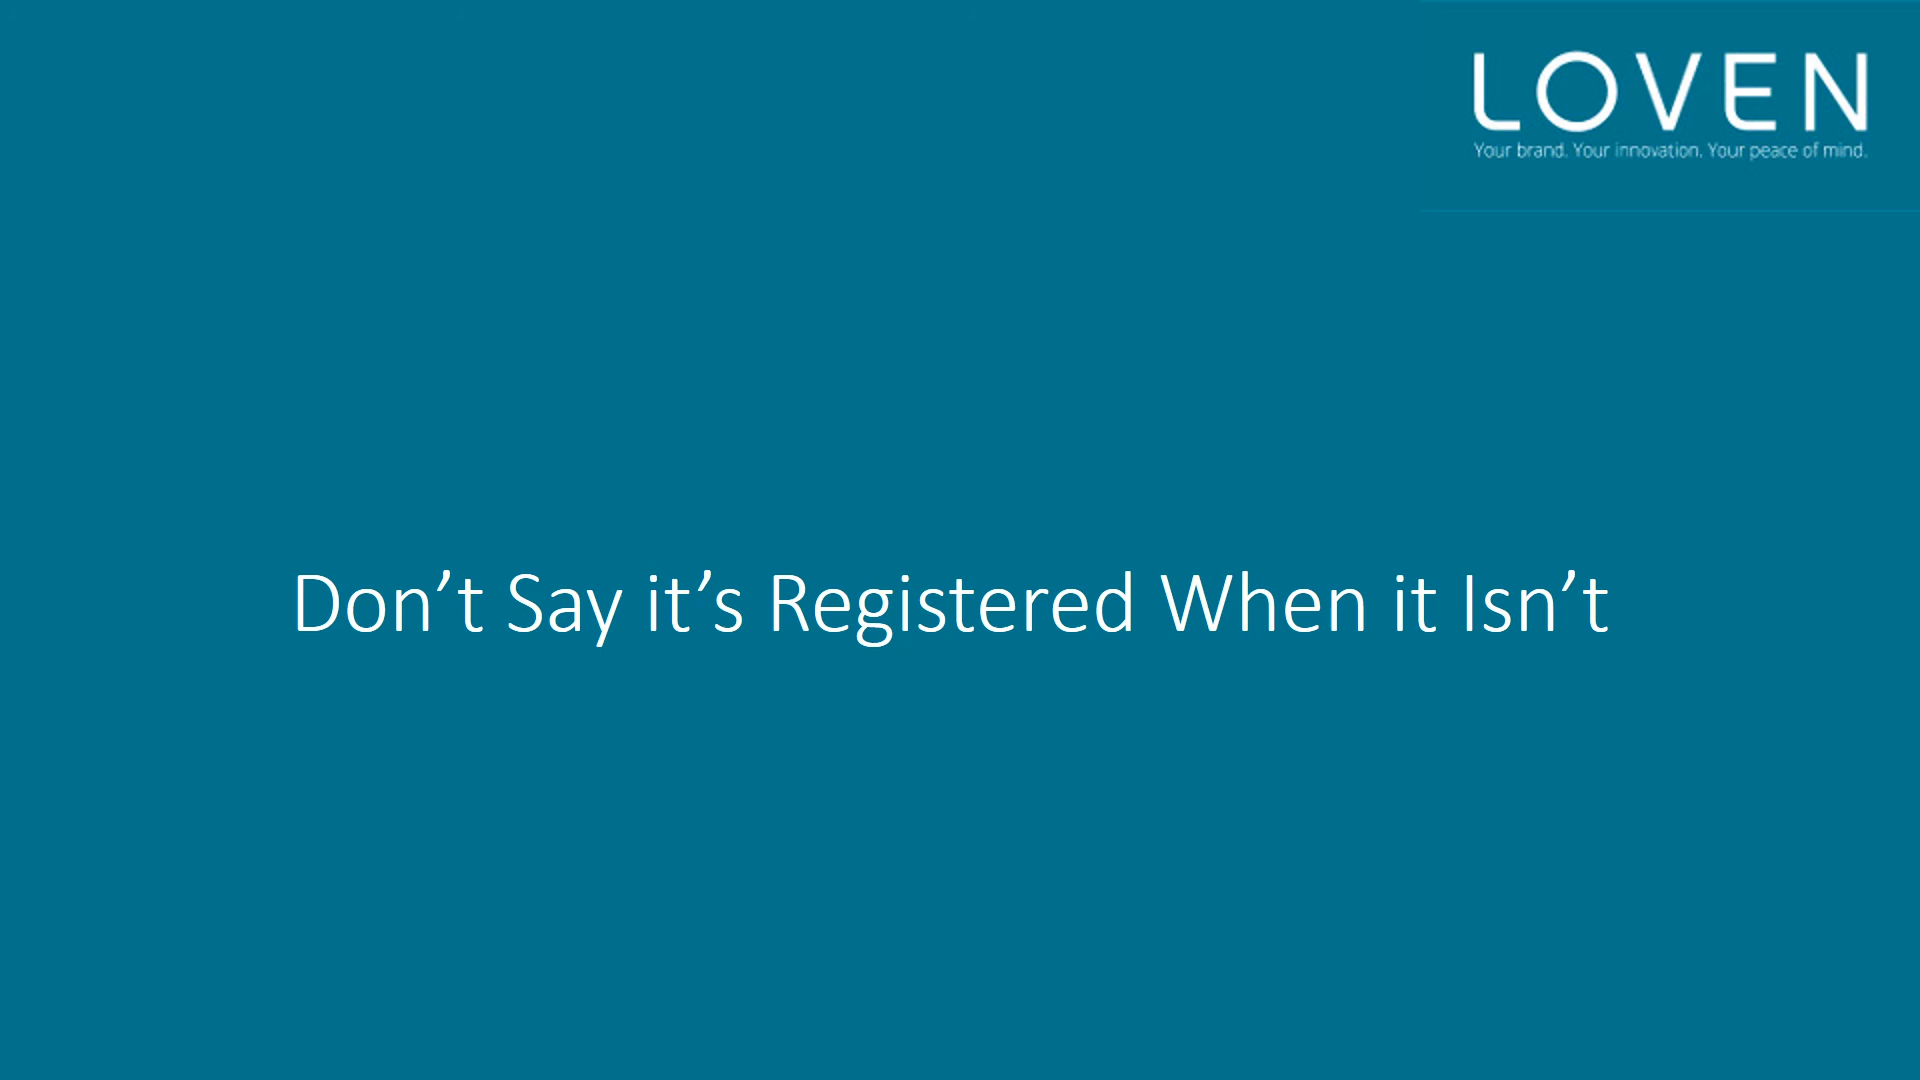 LOVEN
Your brand. Your innovation. Your peace of mind.
Don’t Say it’s Registered When it Isn’t